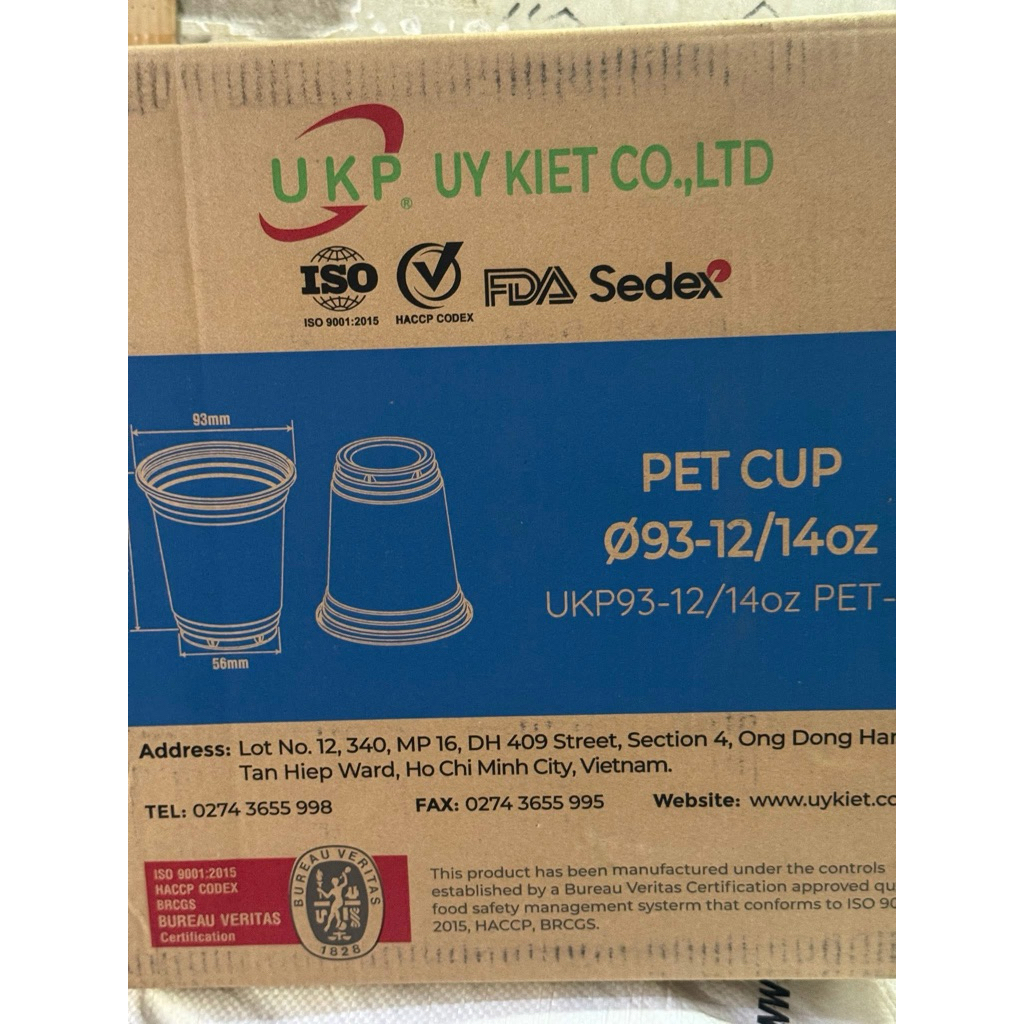 UKP® UY KIET CO.,LTD
ISO FDA Sedex
ISO 9001:2015 HACCP CODEX
93mm
56mm
PET CUP
Ø93-12/14oz
UKP93-12/14oz PET-
Address: Lot No. 12, 340, MP 16, DH 409 Street, Section 4, Ong Dong Har
Tan Hiep Ward, Ho Chi Minh City, Vietnam.
TEL: 0274 3655 998 FAX: 0274 3655 995 Website: www.uykiet.co
ISO 9001:2015
HACCP CODEX
BRCGS
BUREAU VERITAS
Certification
BUREAU VERITAS
1828
This product has been manufactured under the controls
established by a Bureau Veritas Certification approved qu
food safety management systerm that conforms to ISO 90
2015, HACCP, BRCGS.